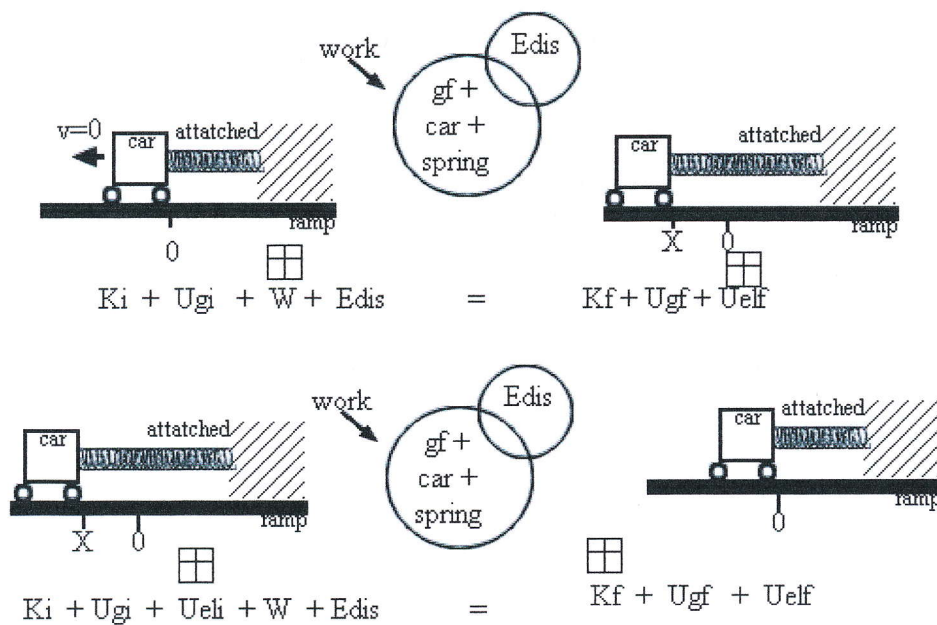 work
Edis
gf +
car +
spring
v=0
car
attatched
ramp
0
car
attatched
ramp
X 0
Ki + Ugi + W + Edis = Kf + Ugf + Uelf
work
Edis
gf +
car +
spring
car
attatched
ramp
X 0
car
attatched
ramp
0
Ki + Ugi + Ueli + W + Edis = Kf + Ugf + Uelf